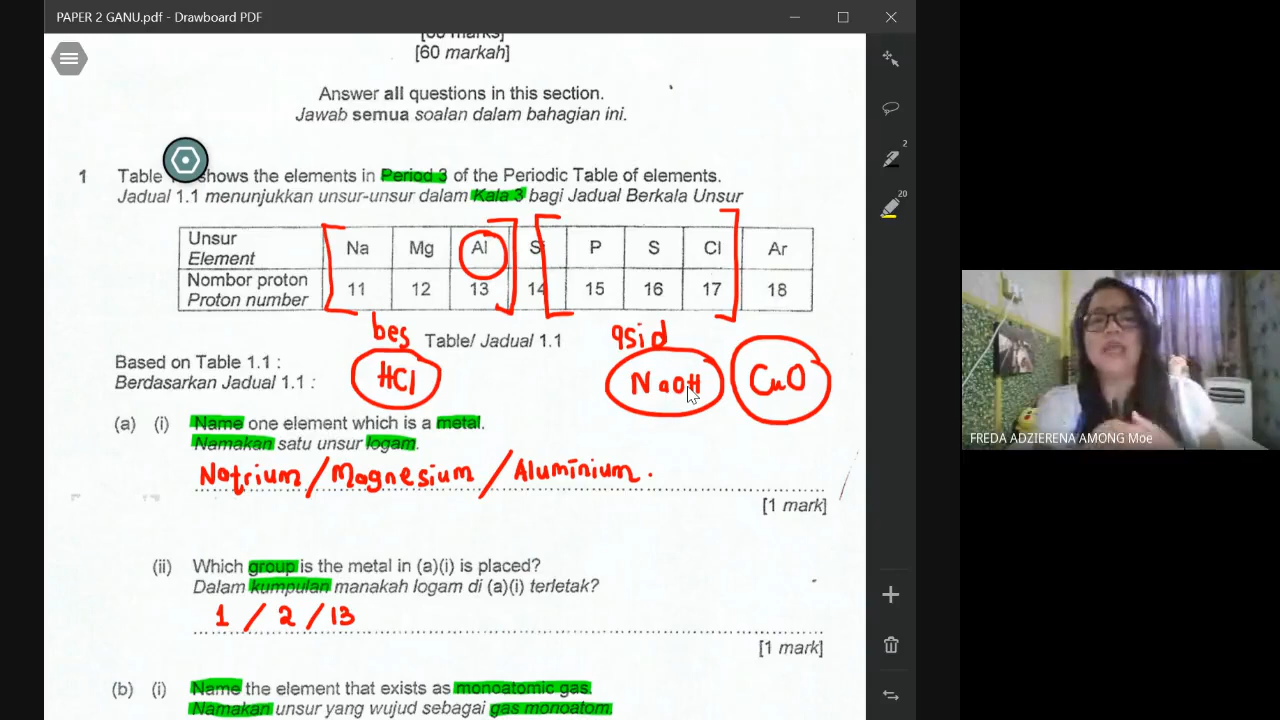 PAPER 2 GANU.pdf - Drawboard PDF
[60 marks]
[60 markah]
Answer all questions in this section.
Jawab semua soalan dalam bahagian ini.
1 Table shows the elements in Period 3 of the Periodic Table of elements.
Jadual 1.1 menunjukkan unsur-unsur dalam Kala 3 bagi Jadual Berkala Unsur
Unsur
Element Na Mg Al Si P S Cl Ar
Nombor proton
Proton number 11 12 13 14 15 16 17 18
Table/ Jadual 1.1
bes asid
HCl NaOH CuO
Based on Table 1.1 :
Berdasarkan Jadual 1.1 :
(a) (i) Name one element which is a metal.
Namakan satu unsur logam.
Natrium / Magnesium / Aluminium.
[1 mark]
(ii) Which group is the metal in (a)(i) is placed?
Dalam kumpulan manakah logam di (a)(i) terletak?
1 / 2 / 13
[1 mark]
(b) (i) Name the element that exists as monoatomic gas.
Namakan unsur yang wujud sebagai gas monoatom.
2
20
FREDA ADZIERENA AMONG Moe